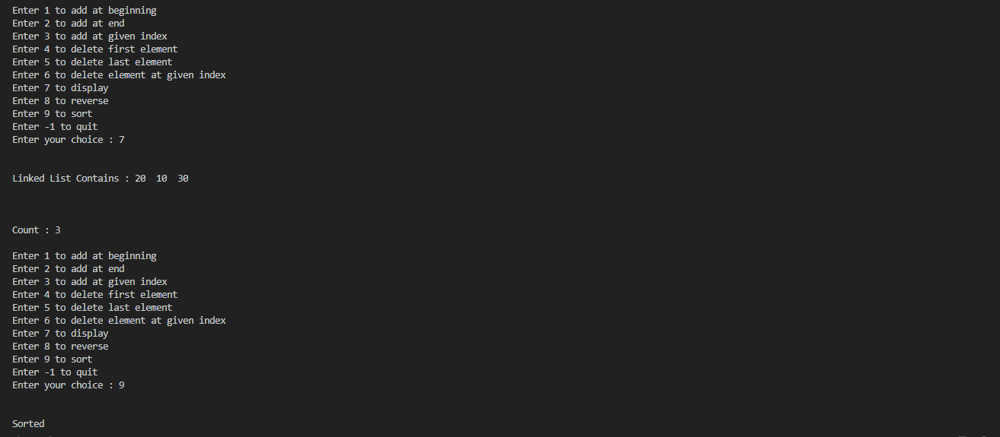 Enter 1 to add at beginning
Enter 2 to add at end
Enter 3 to add at given index
Enter 4 to delete first element
Enter 5 to delete last element
Enter 6 to delete element at given index
Enter 7 to display
Enter 8 to reverse
Enter 9 to sort
Enter -1 to quit
Enter your choice : 7
Linked List Contains : 20  10  30
Count : 3
Enter 1 to add at beginning
Enter 2 to add at end
Enter 3 to add at given index
Enter 4 to delete first element
Enter 5 to delete last element
Enter 6 to delete element at given index
Enter 7 to display
Enter 8 to reverse
Enter 9 to sort
Enter -1 to quit
Enter your choice : 9
Sorted